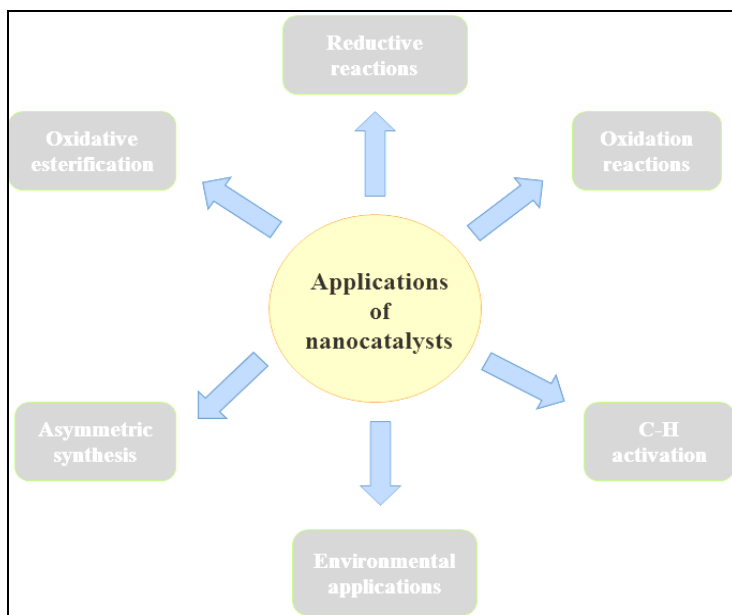 Reductive
reactions
Oxidative
esterification
Oxidation
reactions
Applications
of
nanocatalysts
Asymmetric
synthesis
C-H
activation
Environmental
applications